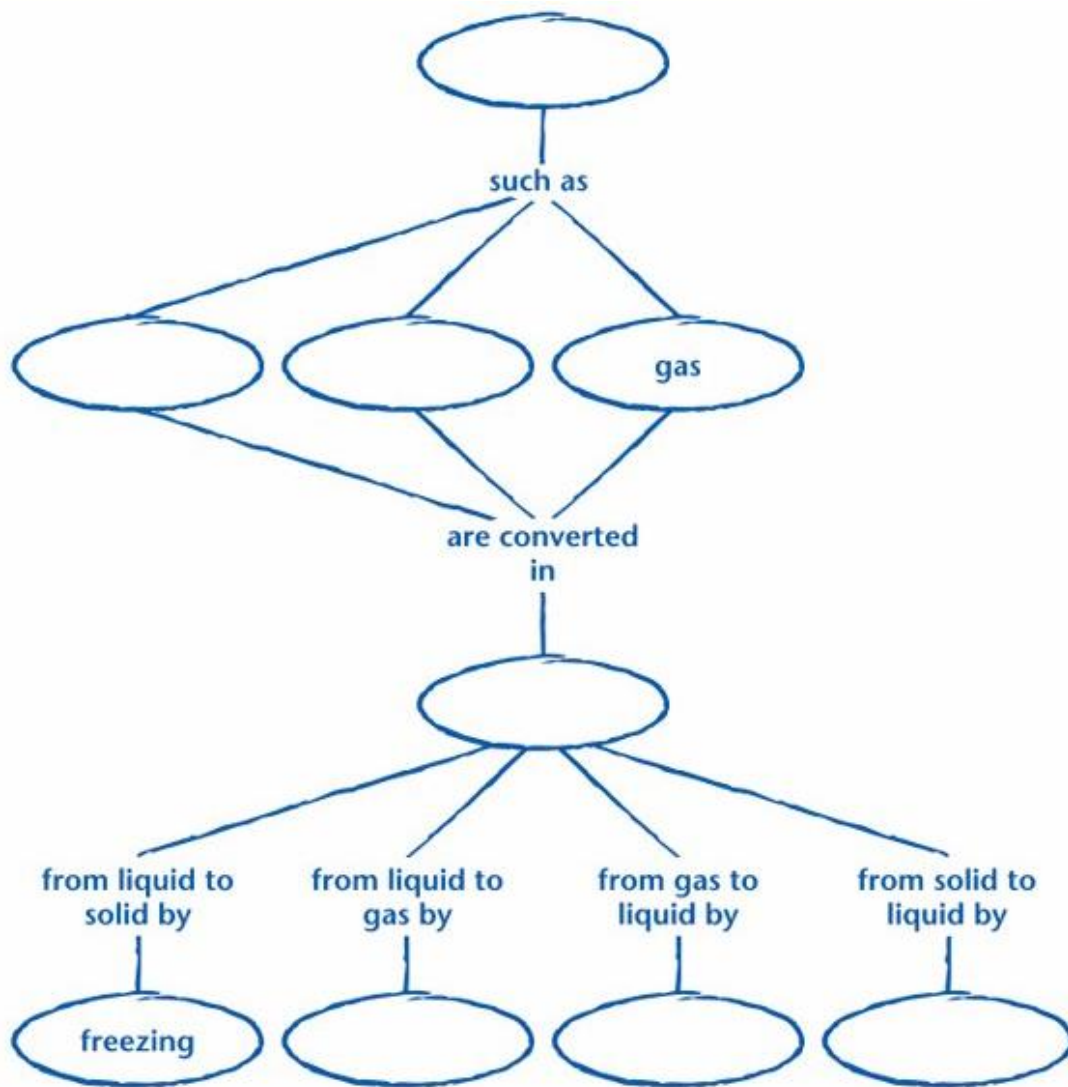 such as
gas
are converted
in
from liquid to
solid by
from liquid to
gas by
from gas to
liquid by
from solid to
liquid by
freezing